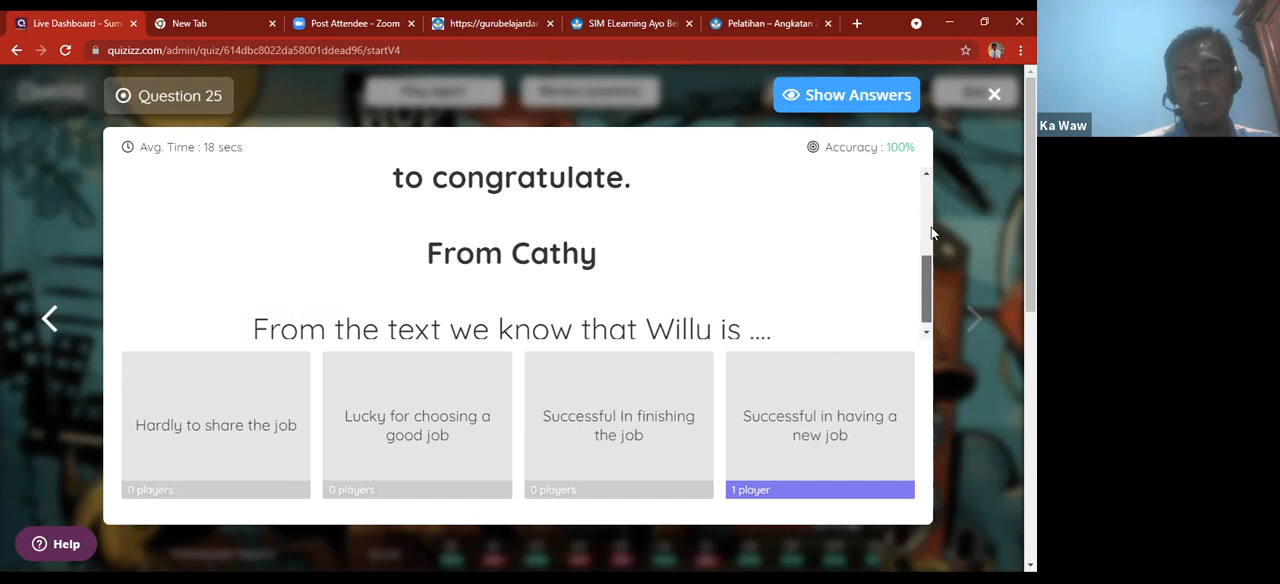 Live Dashboard - Sum
New Tab
Post Attendee - Zoom
https://gurubelajardar
SIM ELearning Ayo Be
Pelatihan – Angkatan
quizizz.com/admin/quiz/614dbc8022da58001ddead96/startV4
Question 25
Show Answers
Avg. Time : 18 secs
Accuracy : 100%
to congratulate.
From Cathy
From the text we know that Willu is ....
Hardly to share the job
Lucky for choosing a
good job
Successful In finishing
the job
Successful in having a
new job
0 players
0 players
0 players
1 player
Help
Ka Waw